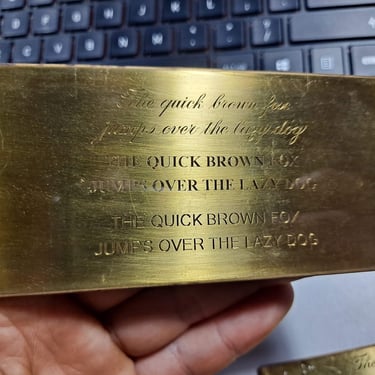 The quick brown fox
jumps over the lazy dog
THE QUICK BROWN FOX
JUMPS OVER THE LAZY DOG
THE QUICK BROWN FOX
JUMPS OVER THE LAZY DOG
The